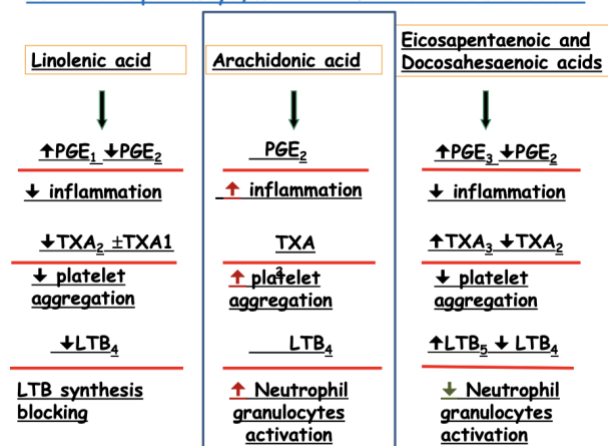 Linolenic acid
↑PGE₁ ↓PGE₂
↓ inflammation
↓TXA₂ ±TXA1
↓ platelet
aggregation
↓LTB₄
LTB synthesis
blocking
Arachidonic acid
PGE₂
↑ inflammation
TXA
2
↑ platelet
aggregation
LTB₄
↑ Neutrophil
granulocytes
activation
Eicosapentaenoic and
Docosahesaenoic acids
↑PGE₃ ↓PGE₂
↓ inflammation
↑TXA₃ ↓TXA₂
↓ platelet
aggregation
↑LTB₅ ↓ LTB₄
↓ Neutrophil
granulocytes
activation